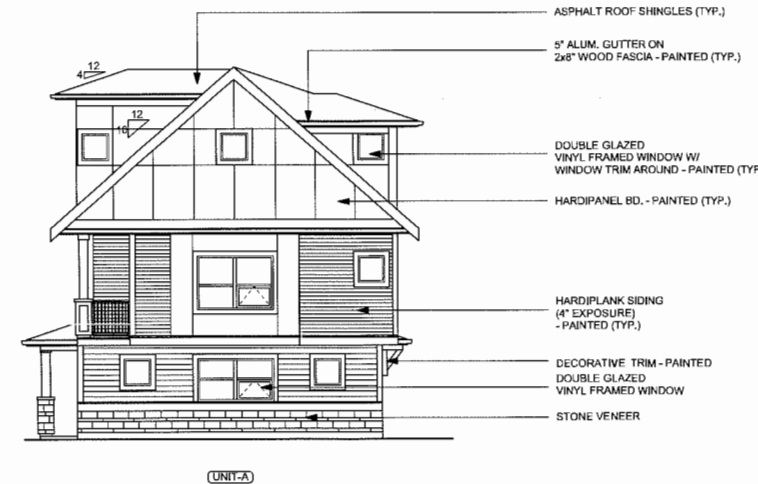 ASPHALT ROOF SHINGLES (TYP.)
5" ALUM. GUTTER ON
2x8" WOOD FASCIA - PAINTED (TYP.)
12
4
12
10
DOUBLE GLAZED
VINYL FRAMED WINDOW W/
WINDOW TRIM AROUND - PAINTED (TYP
HARDIPANEL BD. - PAINTED (TYP.)
HARDIPLANK SIDING
(4" EXPOSURE)
- PAINTED (TYP.)
DECORATIVE TRIM - PAINTED
DOUBLE GLAZED
VINYL FRAMED WINDOW
STONE VENEER
UNIT-A